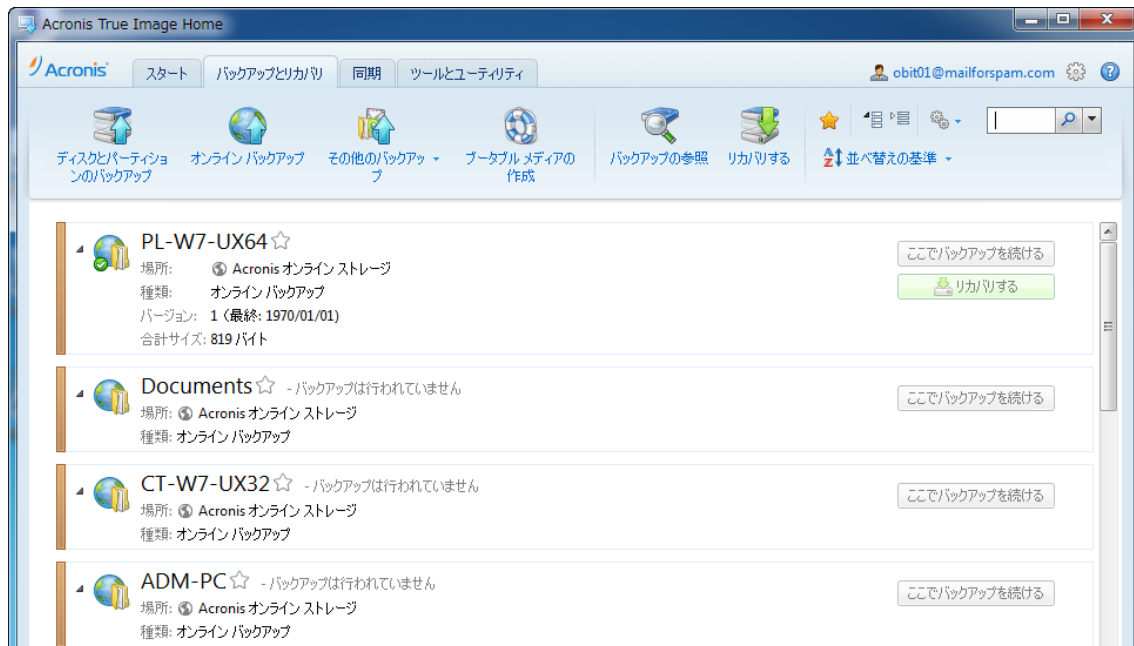 Acronis True Image Home
Acronis
スタート
バックアップとリカバリ
同期
ツールとユーティリティ
obit01@mailforspam.com
ディスクとパーティショ
ンのバックアップ
オンライン バックアップ
その他のバックアッ
プ
ブータブル メディアの
作成
バックアップの参照
リカバリする
並べ替えの基準
PL-W7-UX64
場所: Acronis オンライン ストレージ
種類: オンライン バックアップ
バージョン: 1 (最終: 1970/01/01)
合計サイズ: 819 バイト
ここでバックアップを続ける
リカバリする
Documents - バックアップは行われていません
場所: Acronis オンライン ストレージ
種類: オンライン バックアップ
ここでバックアップを続ける
CT-W7-UX32 - バックアップは行われていません
場所: Acronis オンライン ストレージ
種類: オンライン バックアップ
ここでバックアップを続ける
ADM-PC - バックアップは行われていません
場所: Acronis オンライン ストレージ
種類: オンライン バックアップ
ここでバックアップを続ける